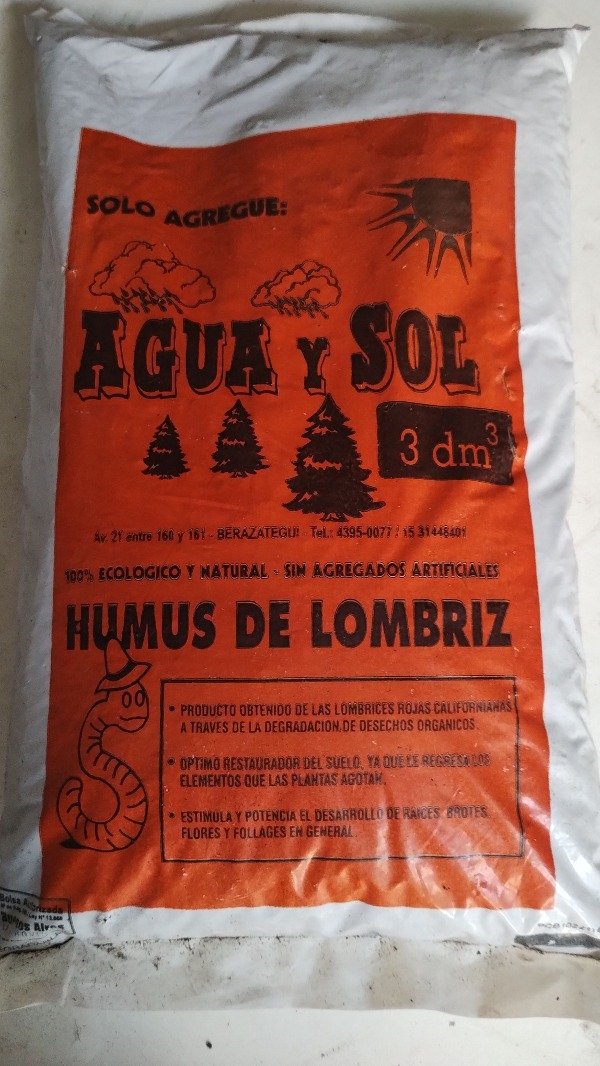 SOLO AGREGUE:
AGUA Y SOL
3 dm³
Av. 21 entre 160 y 161 - BERAZATEGUI - Tel.: 4395-0077 / 15 31448401
100% ECOLOGICO Y NATURAL - SIN AGREGADOS ARTIFICIALES
HUMUS DE LOMBRIZ
• PRODUCTO OBTENIDO DE LAS LOMBRICES ROJAS CALIFORNIANAS
A TRAVES DE LA DEGRADACION DE DESECHOS ORGANICOS.
• OPTIMO RESTAURADOR DEL SUELO, YA QUE LE REGRESA LOS
ELEMENTOS QUE LAS PLANTAS AGOTAN.
• ESTIMULA Y POTENCIA EL DESARROLLO DE RAICES, BROTES,
FLORES Y FOLLAGES EN GENERAL.
Bolsa